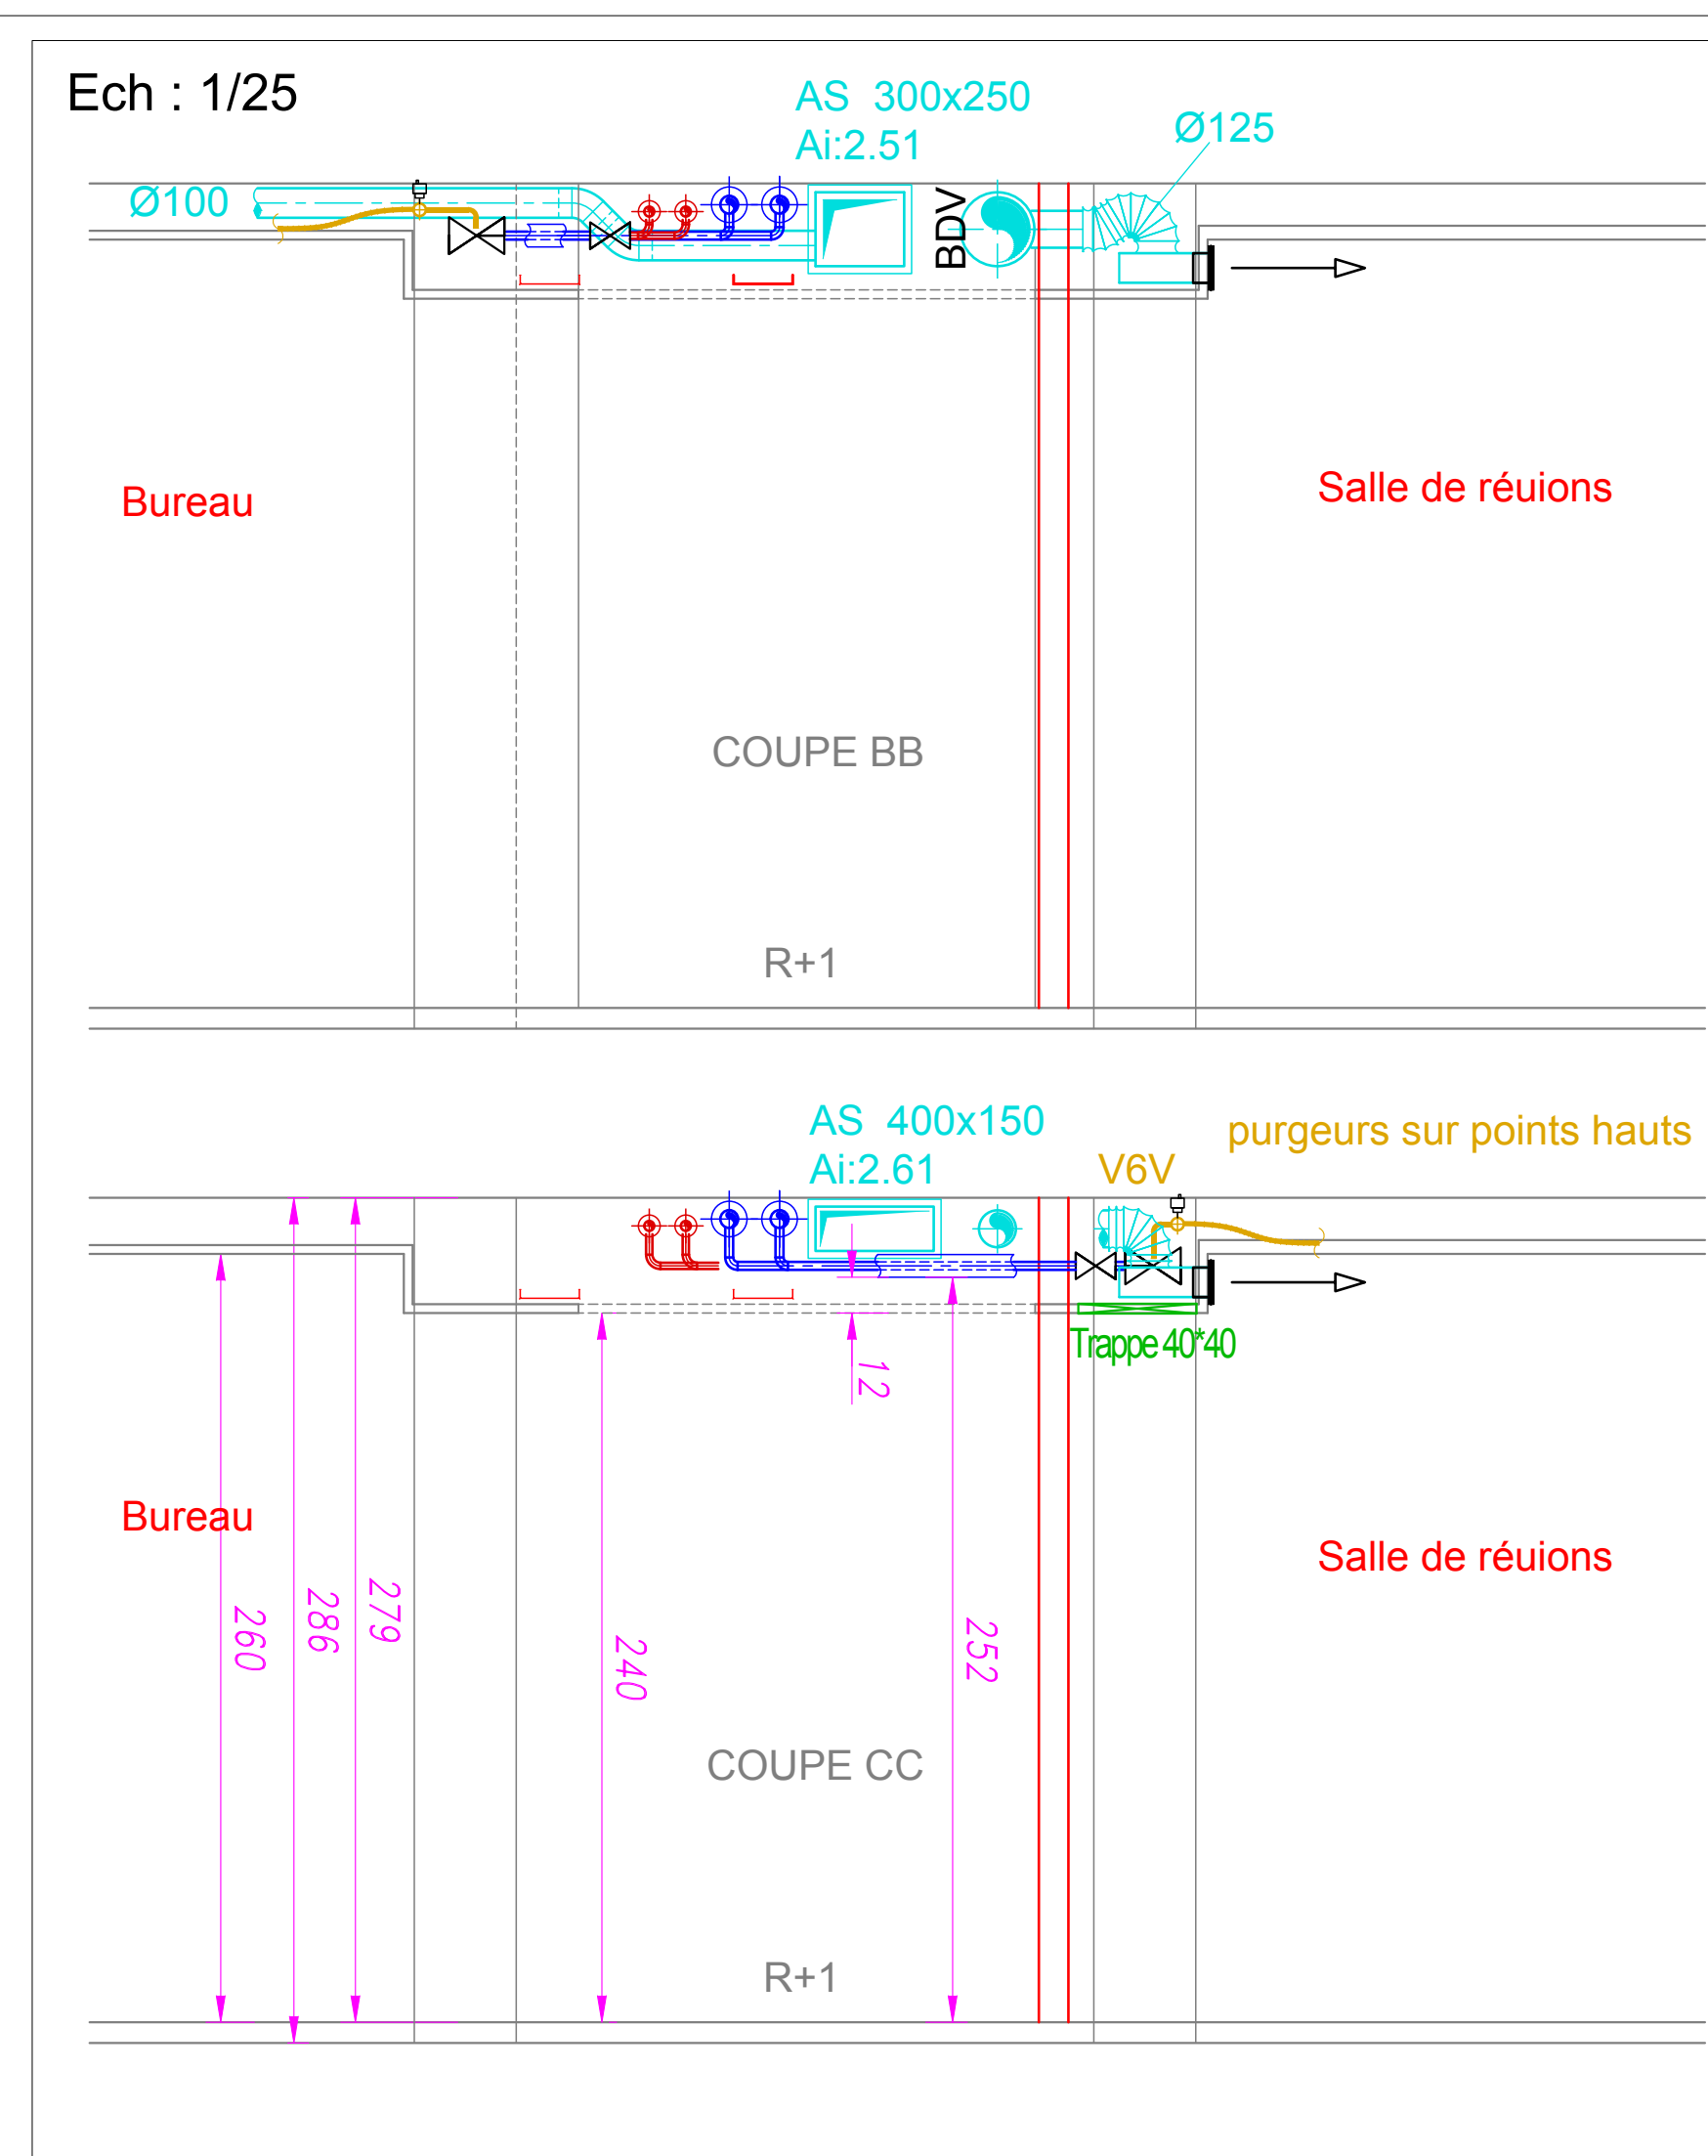 Ech : 1/25
AS 300x250
Ai:2.51
Ø125
Ø100
BDV
Bureau
Salle de réuions
COUPE BB
R+1
AS 400x150
Ai:2.61
purgeurs sur points hauts
V6V
Trappe 40*40
12
Bureau
Salle de réuions
260
286
279
240
252
COUPE CC
R+1